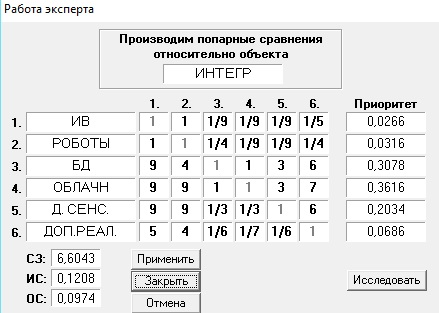 Работа эксперта
Производим попарные сравнения
относительно объекта
ИНТЕГР
1. 2. 3. 4. 5. 6. Приоритет
1. ИВ 1 1 1/9 1/9 1/9 1/5 0,0266
2. РОБОТЫ 1 1 1/4 1/9 1/9 1/4 0,0316
3. БД 9 4 1 1 3 6 0,3078
4. ОБЛАЧН 9 9 1 1 3 7 0,3616
5. Д. СЕНС. 9 9 1/3 1/3 1 6 0,2034
6. ДОП.РЕАЛ. 5 4 1/6 1/7 1/6 1 0,0686
СЗ: 6,6043 Применить
ИС: 0,1208 Закрыть Исследовать
ОС: 0,0974 Отмена